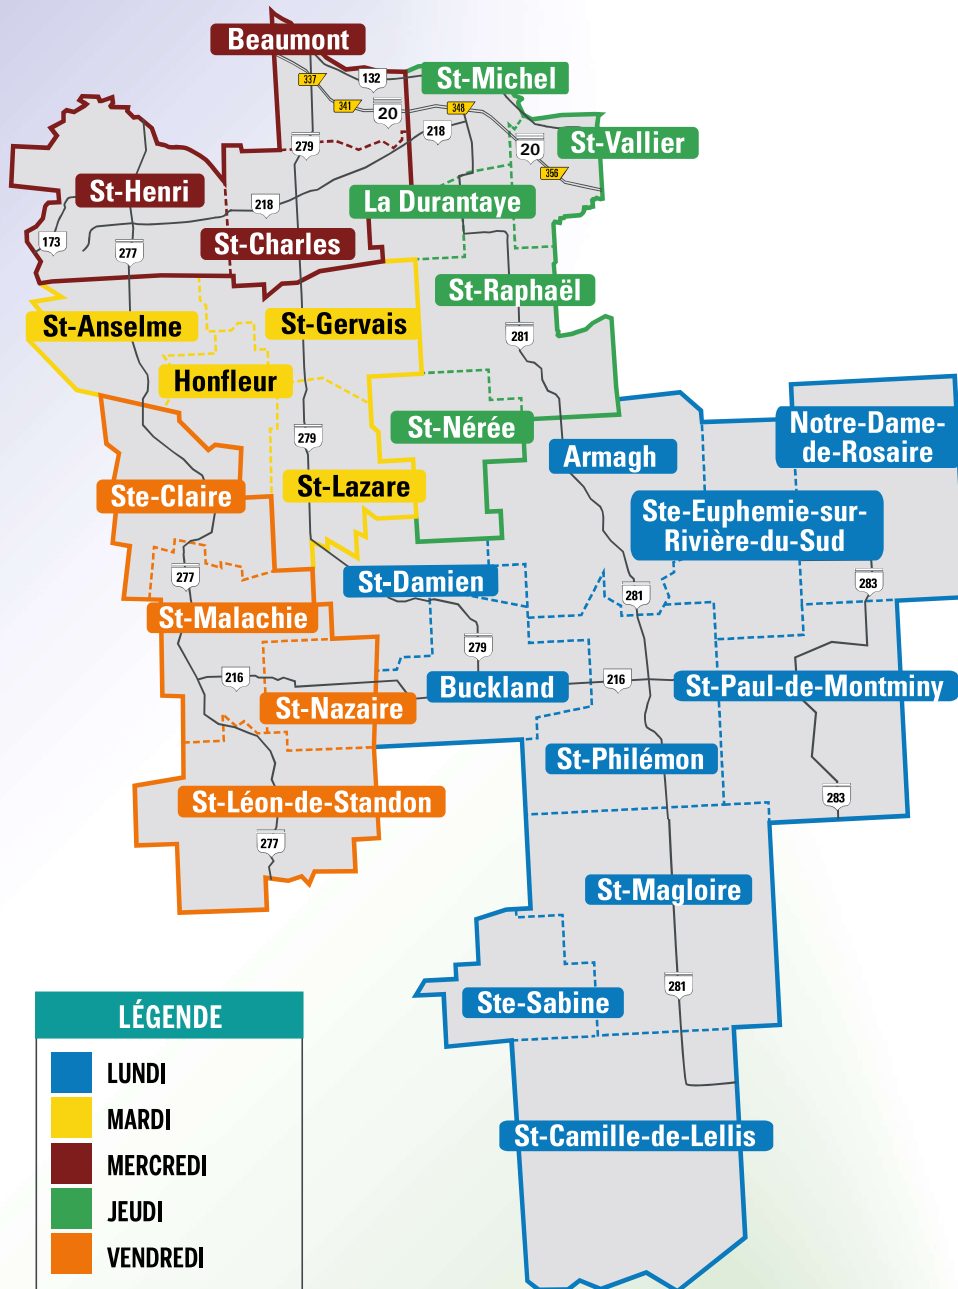 Beaumont
132
St-Michel
337
341
20
348
218
279
20
St-Vallier
356
St-Henri
La Durantaye
218
173
277
St-Charles
St-Raphaël
St-Anselme
St-Gervais
281
Honfleur
Notre-Dame-
de-Rosaire
St-Nérée
279
Armagh
St-Lazare
Ste-Claire
Ste-Euphemie-sur-
Rivière-du-Sud
277
St-Damien
281
283
St-Malachie
279
216
Buckland
216
St-Paul-de-Montminy
St-Nazaire
St-Philémon
St-Léon-de-Standon
283
277
St-Magloire
281
Ste-Sabine
St-Camille-de-Lellis
LÉGENDE
LUNDI
MARDI
MERCREDI
JEUDI
VENDREDI